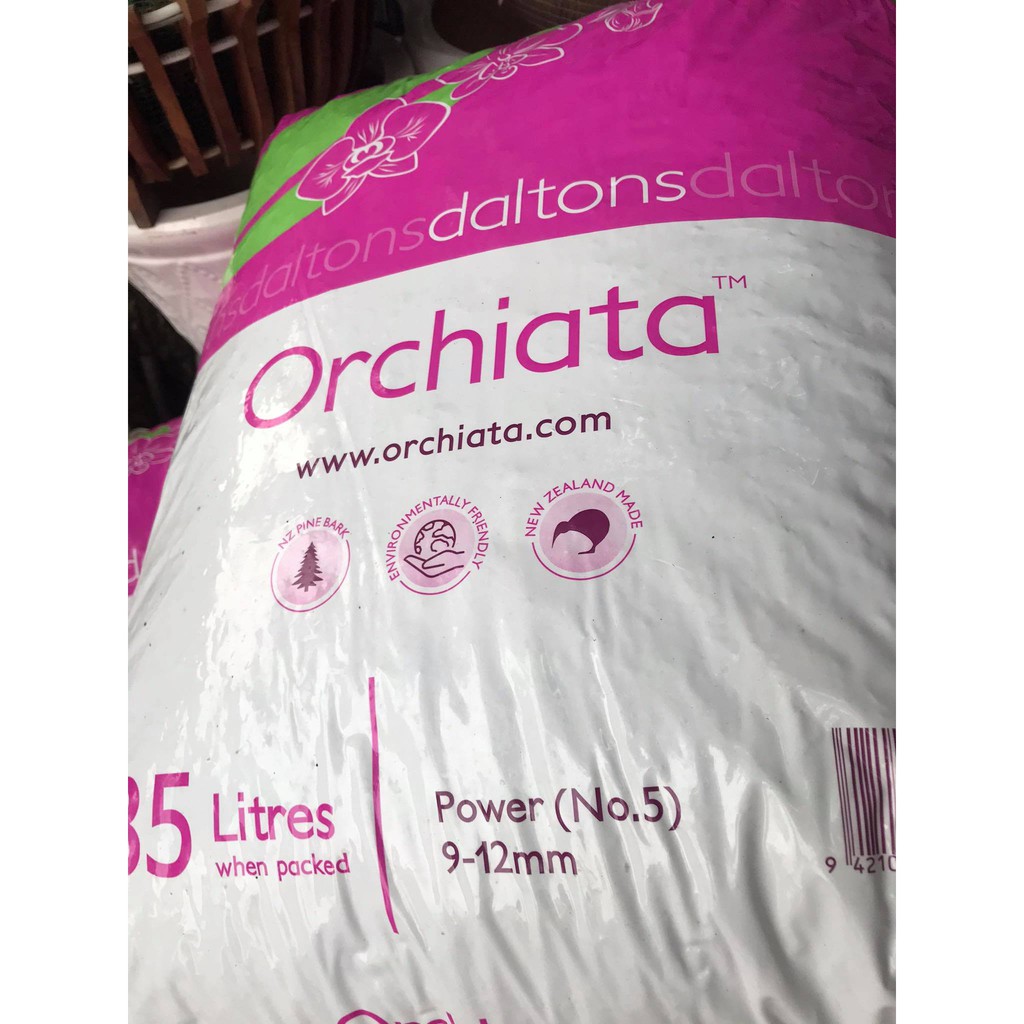 daltonsdaltonsdalto
Orchiata™
www.orchiata.com
NZ PINE BARK
ENVIRONMENTALLY FRIENDLY
NEW ZEALAND MADE
35 Litres
when packed
Power (No.5)
9-12mm
9 4210